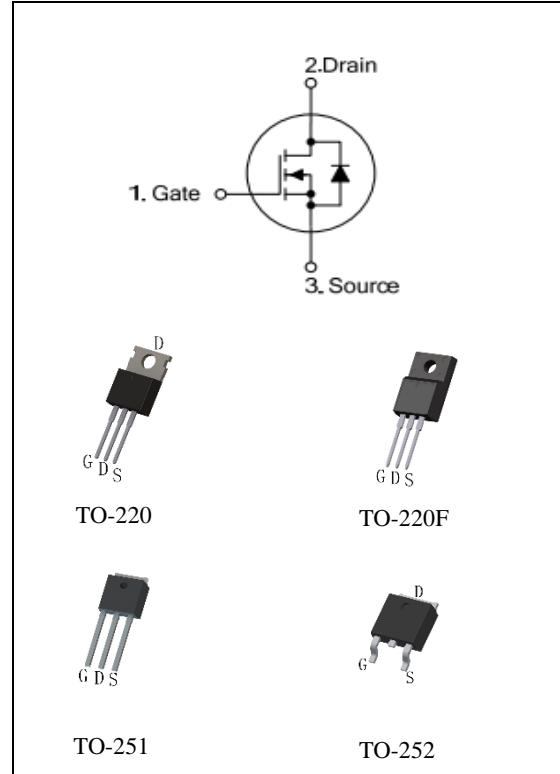 2.Drain
1. Gate
3. Source
D
G D S
TO-220
G D S
TO-220F
G D S
TO-251
D
G
S
TO-252